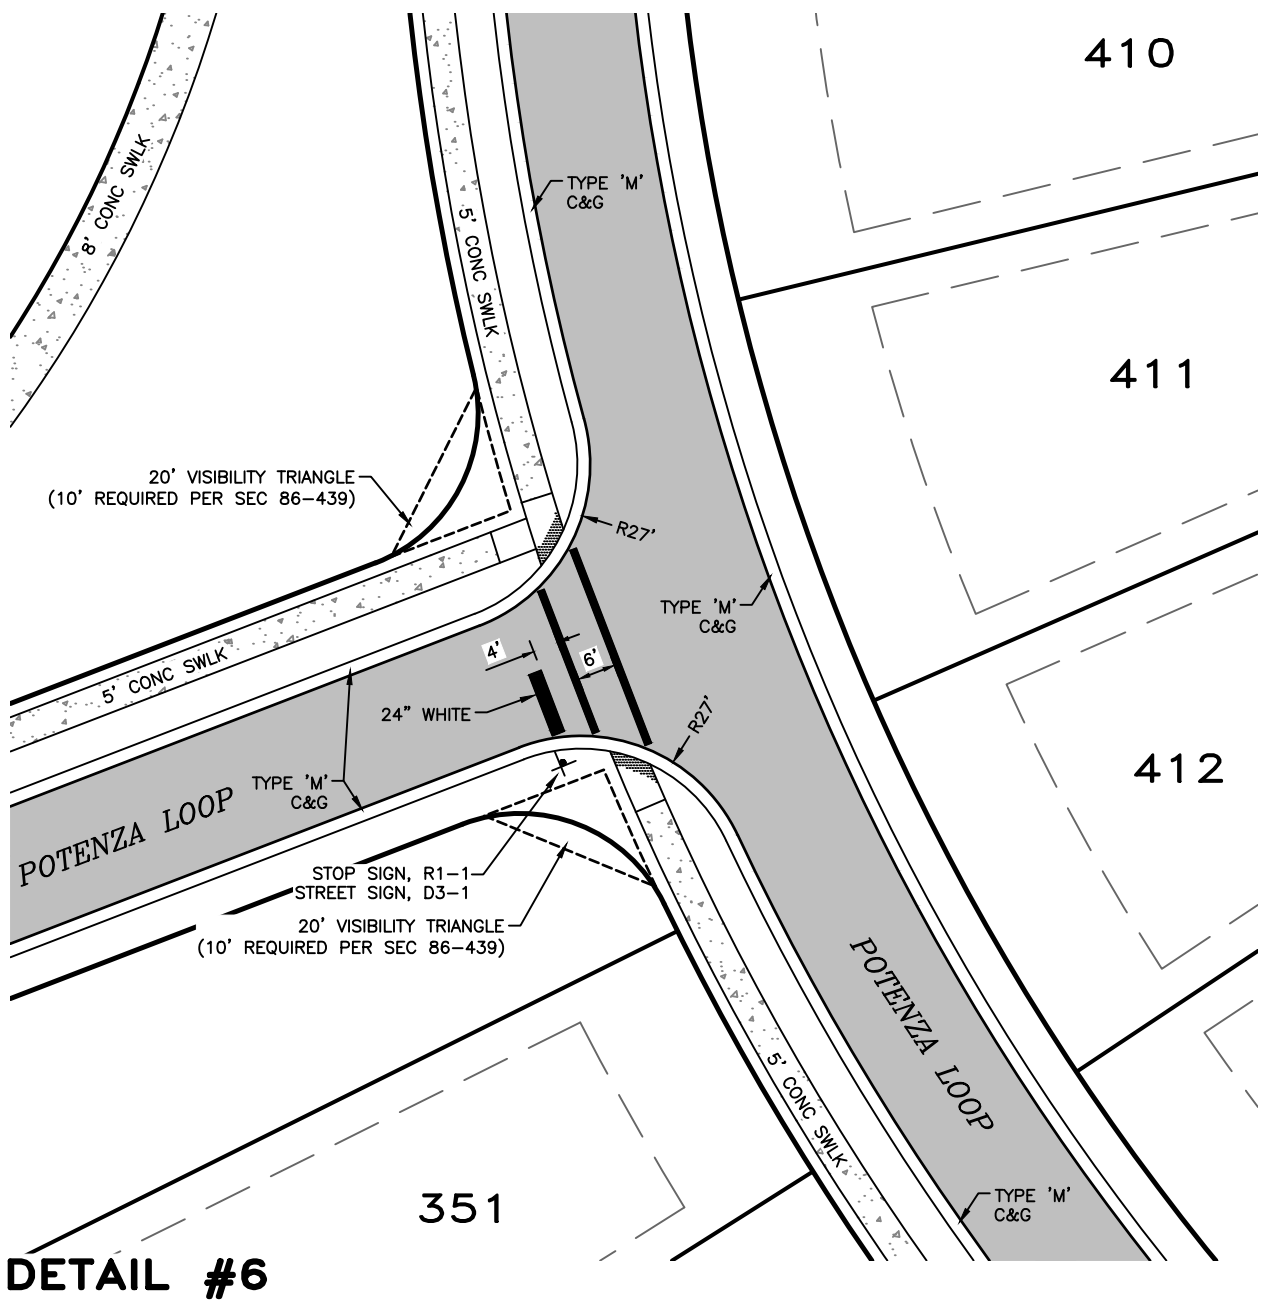 410
TYPE 'M'
C&G
8' CONC SWLK
5' CONC SWLK
411
20' VISIBILITY TRIANGLE
(10' REQUIRED PER SEC 86-439)
R27'
TYPE 'M'
C&G
4'
6'
5' CONC SWLK
24" WHITE
R27'
412
TYPE 'M'
C&G
POTENZA LOOP
STOP SIGN, R1-1
STREET SIGN, D3-1
20' VISIBILITY TRIANGLE
(10' REQUIRED PER SEC 86-439)
POTENZA LOOP
5' CONC SWLK
351
TYPE 'M'
C&G
DETAIL #6